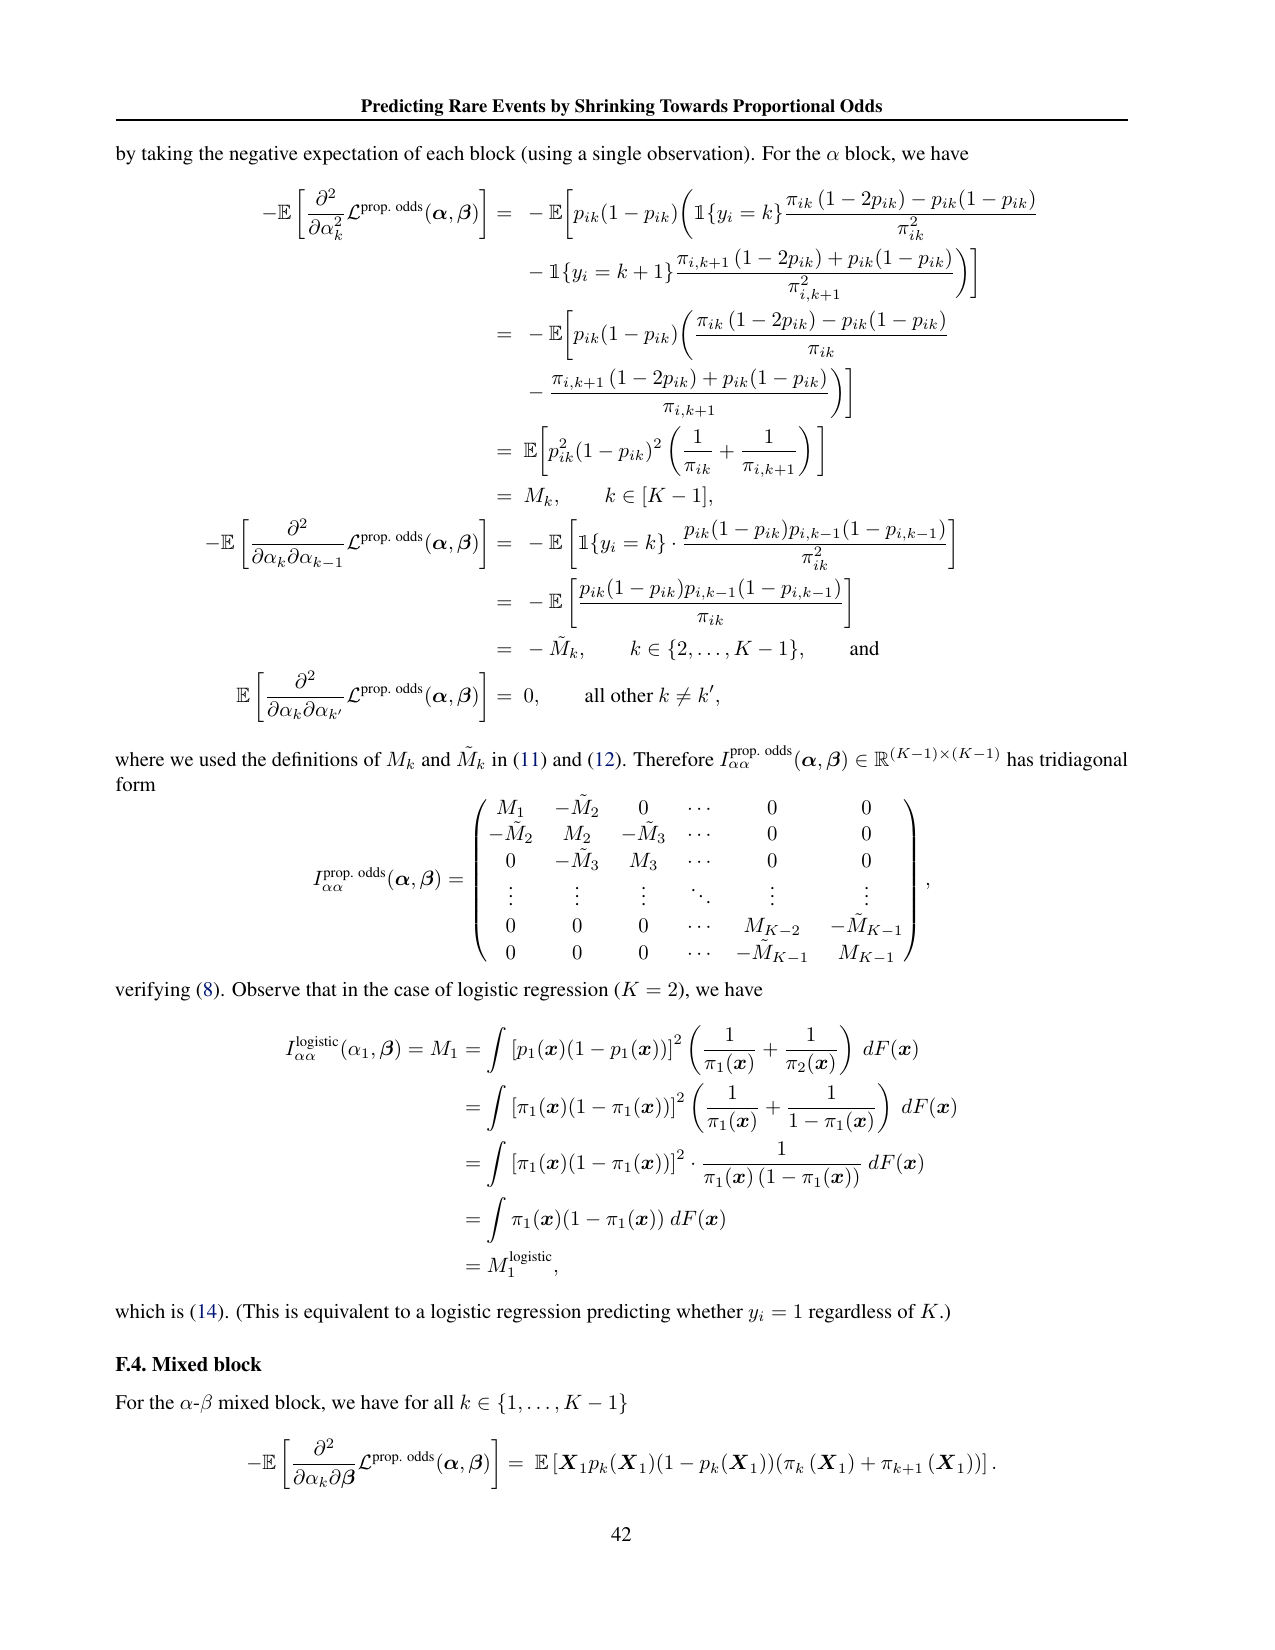 Predicting Rare Events by Shrinking Towards Proportional Odds
by taking the negative expectation of each block (using a single observation). For the α block, we have
$-\mathbb{E}\left[\frac{\partial^2}{\partial\alpha_k^2}\mathcal{L}^{\text{prop. odds}}(\boldsymbol{\alpha},\boldsymbol{\beta})\right] = -\mathbb{E}\bigg[p_{ik}(1-p_{ik})\bigg(\mathbb{1}\{y_i=k\}\frac{\pi_{ik}(1-2p_{ik})-p_{ik}(1-p_{ik})}{\pi_{ik}^2}$
$-\mathbb{1}\{y_i=k+1\}\frac{\pi_{i,k+1}(1-2p_{ik})+p_{ik}(1-p_{ik})}{\pi_{i,k+1}^2}\bigg)\bigg]$
$= -\mathbb{E}\bigg[p_{ik}(1-p_{ik})\bigg(\frac{\pi_{ik}(1-2p_{ik})-p_{ik}(1-p_{ik})}{\pi_{ik}}$
$-\frac{\pi_{i,k+1}(1-2p_{ik})+p_{ik}(1-p_{ik})}{\pi_{i,k+1}}\bigg)\bigg]$
$= \mathbb{E}\left[p_{ik}^2(1-p_{ik})^2\left(\frac{1}{\pi_{ik}}+\frac{1}{\pi_{i,k+1}}\right)\right]$
$= M_k, \quad k\in[K-1],$
$-\mathbb{E}\left[\frac{\partial^2}{\partial\alpha_k\partial\alpha_{k-1}}\mathcal{L}^{\text{prop. odds}}(\boldsymbol{\alpha},\boldsymbol{\beta})\right] = -\mathbb{E}\left[\mathbb{1}\{y_i=k\}\cdot\frac{p_{ik}(1-p_{ik})p_{i,k-1}(1-p_{i,k-1})}{\pi_{ik}^2}\right]$
$= -\mathbb{E}\left[\frac{p_{ik}(1-p_{ik})p_{i,k-1}(1-p_{i,k-1})}{\pi_{ik}}\right]$
$= -\tilde{M}_k, \quad k\in\{2,\ldots,K-1\}, \quad \text{and}$
$\mathbb{E}\left[\frac{\partial^2}{\partial\alpha_k\partial\alpha_{k'}}\mathcal{L}^{\text{prop. odds}}(\boldsymbol{\alpha},\boldsymbol{\beta})\right] = 0, \quad \text{all other } k\neq k',$
where we used the definitions of $M_k$ and $\tilde{M}_k$ in (11) and (12). Therefore $I_{\alpha\alpha}^{\text{prop. odds}}(\boldsymbol{\alpha},\boldsymbol{\beta})\in\mathbb{R}^{(K-1)\times(K-1)}$ has tridiagonal
form
$I_{\alpha\alpha}^{\text{prop. odds}}(\boldsymbol{\alpha},\boldsymbol{\beta}) = \begin{pmatrix} M_1 & -\tilde{M}_2 & 0 & \cdots & 0 & 0 \\ -\tilde{M}_2 & M_2 & -\tilde{M}_3 & \cdots & 0 & 0 \\ 0 & -\tilde{M}_3 & M_3 & \cdots & 0 & 0 \\ \vdots & \vdots & \vdots & \ddots & \vdots & \vdots \\ 0 & 0 & 0 & \cdots & M_{K-2} & -\tilde{M}_{K-1} \\ 0 & 0 & 0 & \cdots & -\tilde{M}_{K-1} & M_{K-1} \end{pmatrix},$
verifying (8). Observe that in the case of logistic regression ($K = 2$), we have
$I_{\alpha\alpha}^{\text{logistic}}(\alpha_1,\boldsymbol{\beta}) = M_1 = \int [p_1(\boldsymbol{x})(1-p_1(\boldsymbol{x}))]^2\left(\frac{1}{\pi_1(\boldsymbol{x})}+\frac{1}{\pi_2(\boldsymbol{x})}\right) dF(\boldsymbol{x})$
$= \int [\pi_1(\boldsymbol{x})(1-\pi_1(\boldsymbol{x}))]^2\left(\frac{1}{\pi_1(\boldsymbol{x})}+\frac{1}{1-\pi_1(\boldsymbol{x})}\right) dF(\boldsymbol{x})$
$= \int [\pi_1(\boldsymbol{x})(1-\pi_1(\boldsymbol{x}))]^2\cdot\frac{1}{\pi_1(\boldsymbol{x})(1-\pi_1(\boldsymbol{x}))} dF(\boldsymbol{x})$
$= \int \pi_1(\boldsymbol{x})(1-\pi_1(\boldsymbol{x}))\, dF(\boldsymbol{x})$
$= M_1^{\text{logistic}},$
which is (14). (This is equivalent to a logistic regression predicting whether $y_i = 1$ regardless of $K$.)
F.4. Mixed block
For the α-β mixed block, we have for all $k \in \{1, \ldots, K-1\}$
$-\mathbb{E}\left[\frac{\partial^2}{\partial\alpha_k\partial\boldsymbol{\beta}}\mathcal{L}^{\text{prop. odds}}(\boldsymbol{\alpha},\boldsymbol{\beta})\right] = \mathbb{E}\left[\boldsymbol{X}_1 p_k(\boldsymbol{X}_1)(1-p_k(\boldsymbol{X}_1))(\pi_k(\boldsymbol{X}_1)+\pi_{k+1}(\boldsymbol{X}_1))\right].$
42